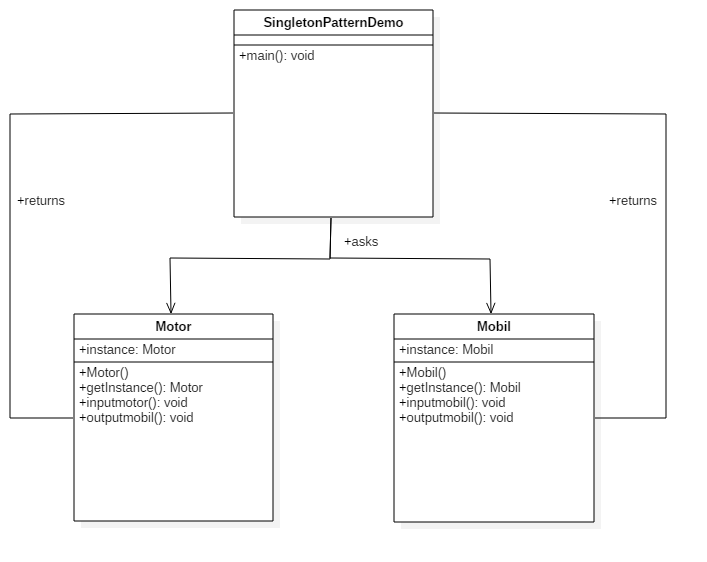 SingletonPatternDemo
+main(): void
+returns
+returns
+asks
Motor
+instance: Motor
+Motor()
+getInstance(): Motor
+inputmotor(): void
+outputmobil(): void
Mobil
+instance: Mobil
+Mobil()
+getInstance(): Mobil
+inputmobil(): void
+outputmobil(): void